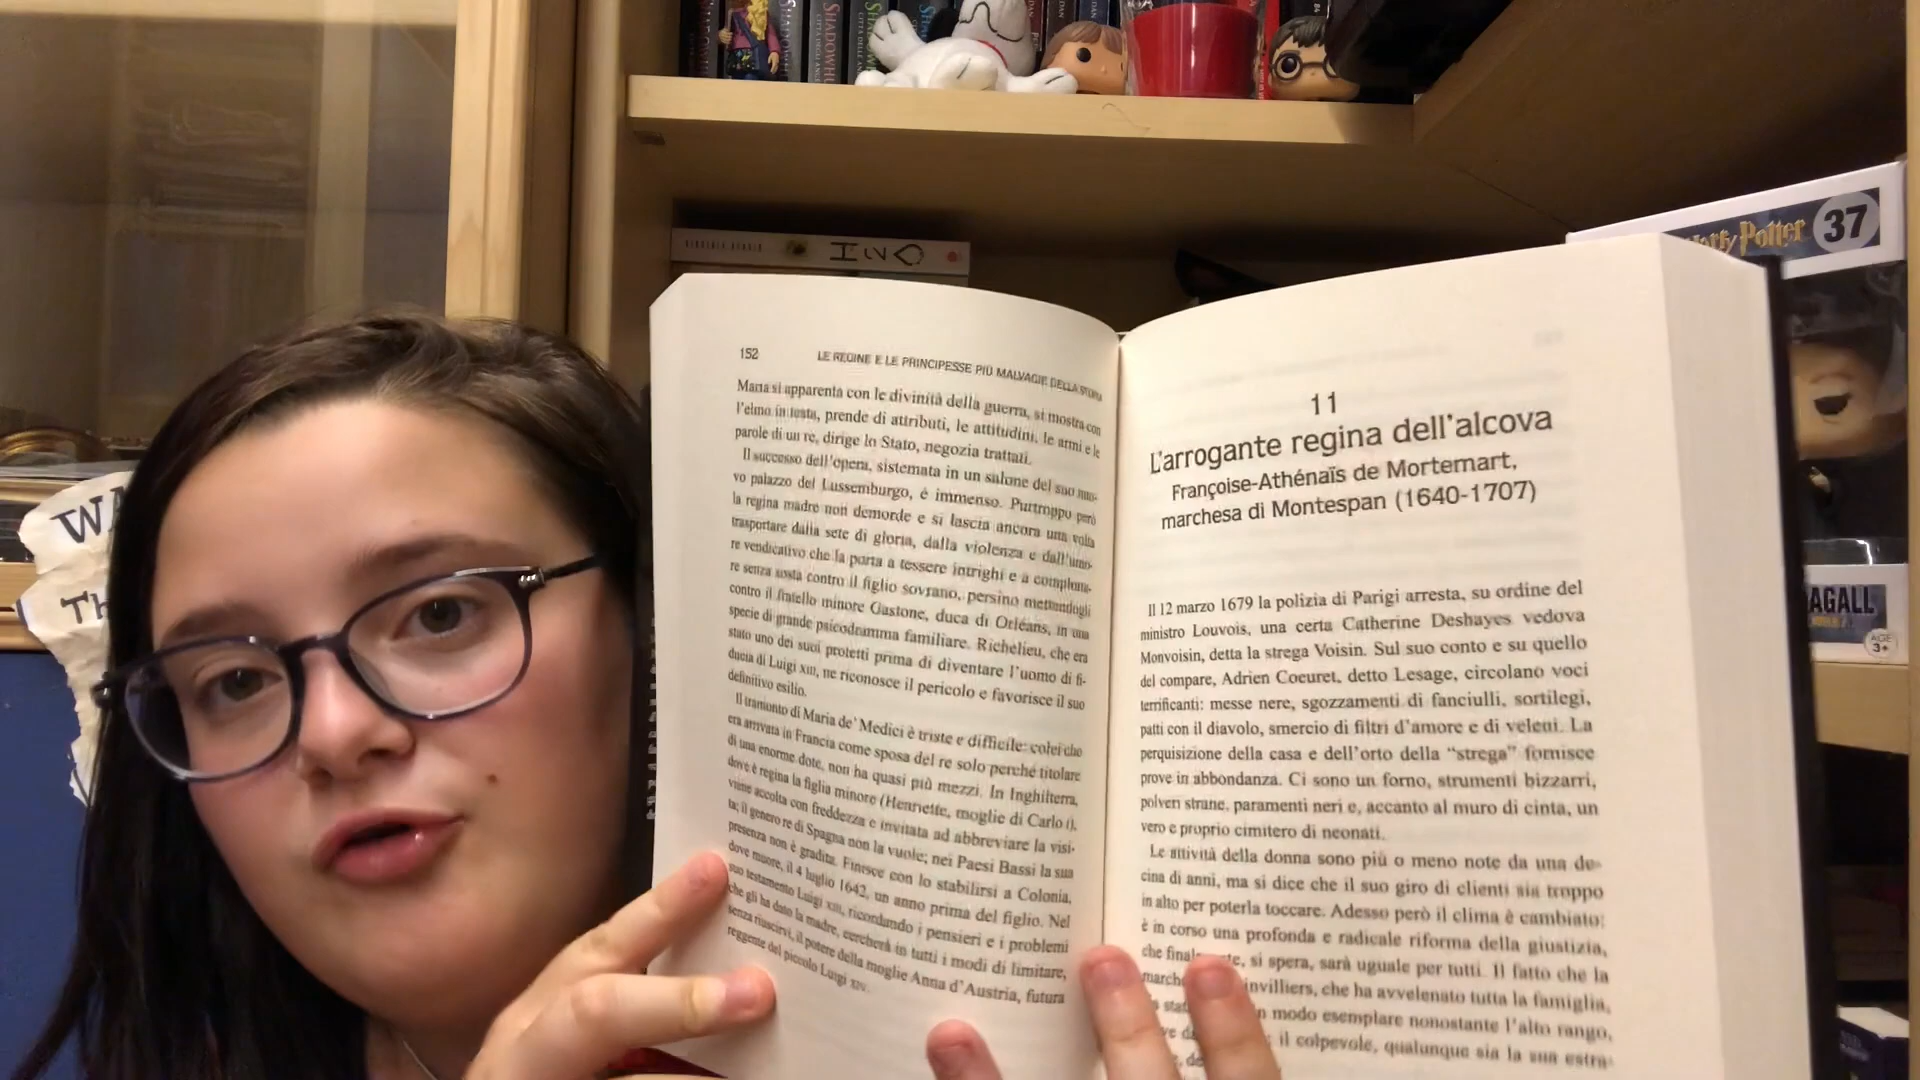 SHADOWHU
CITTÀ DEGLI ANGE
CITTÀ DELLE AN
VIRGINIE
H2O
Harry Potter
37
AGALL
AGE
3+
W
Th
152
LE REGINE E LE PRINCIPESSE PIÙ MALVAGIE DELLA STORIA
Maria si apparenta con le divinità della guerra, si mostra con
l'elmo in testa, prende di attributi, le attitudini, le armi e le
parole di un re, dirige lo Stato, negozia trattati.
Il successo dell'opera, sistemata in un salone del suo nuo-
vo palazzo del Lussemburgo, è immenso. Purtroppo però
la regina madre non demorde e si lascia ancora una volta
trasportare dalla sete di gloria, dalla violenza e dall'umo-
re vendicativo che la porta a tessere intrighi e a complotta-
re senza sosta contro il figlio sovrano, persino mettendogli
contro il fratello minore Gastone, duca di Orléans, in una
specie di grande psicodramma familiare. Richelieu, che era
stato uno dei suoi protetti prima di diventare l'uomo di fi-
ducia di Luigi XIII, ne riconosce il pericolo e favorisce il suo
definitivo esilio.
Il tramonto di Maria de' Medici è triste e difficile: colei che
era arrivata in Francia come sposa del re solo perché titolare
di una enorme dote, non ha quasi più mezzi. In Inghilterra,
dove è regina la figlia minore (Henriette, moglie di Carlo I),
viene accolta con freddezza e invitata ad abbreviare la visi-
ta; il genero re di Spagna non la vuole; nei Paesi Bassi la sua
presenza non è gradita. Finisce con lo stabilirsi a Colonia,
dove muore, il 4 luglio 1642, un anno prima del figlio. Nel
suo testamento Luigi XIII, ricordando i pensieri e i problemi
che gli ha dato la madre, cercherà in tutti i modi di limitare,
senza riuscirvi, il potere della moglie Anna d'Austria, futura
reggente del piccolo Luigi XIV.
11
L'arrogante regina dell'alcova
Françoise-Athénaïs de Mortemart,
marchesa di Montespan (1640-1707)
Il 12 marzo 1679 la polizia di Parigi arresta, su ordine del
ministro Louvois, una certa Catherine Deshayes vedova
Monvoisin, detta la strega Voisin. Sul suo conto e su quello
del compare, Adrien Coeuret, detto Lesage, circolano voci
terrificanti: messe nere, sgozzamenti di fanciulli, sortilegi,
patti con il diavolo, smercio di filtri d'amore e di veleni. La
perquisizione della casa e dell'orto della "strega" fornisce
prove in abbondanza. Ci sono un forno, strumenti bizzarri,
polveri strane, paramenti neri e, accanto al muro di cinta, un
vero e proprio cimitero di neonati.
Le attività della donna sono più o meno note da una de-
cina di anni, ma si dice che il suo giro di clienti sia troppo
in alto per poterla toccare. Adesso però il clima è cambiato:
è in corso una profonda e radicale riforma della giustizia,
che final te, si spera, sarà uguale per tutti. Il fatto che la
march invilliers, che ha avvelenato tutta la famiglia,
stat n modo esemplare nonostante l'alto rango,
il colpevole, qualunque sia la sua estra-